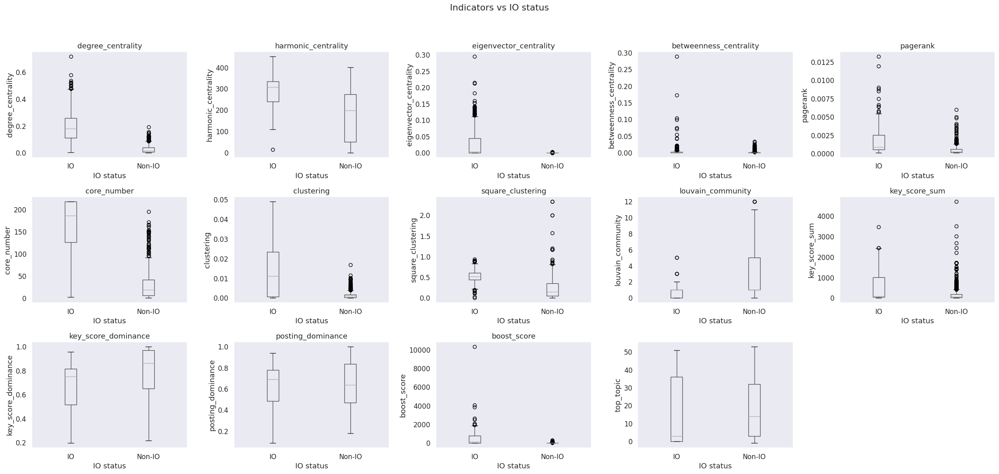 Indicators vs IO status
degree_centrality
harmonic_centrality
eigenvector_centrality
betweenness_centrality
pagerank
degree_centrality
0.6
0.4
0.2
0.0
IO
Non-IO
IO status
harmonic_centrality
400
300
200
100
0
IO
Non-IO
IO status
eigenvector_centrality
0.30
0.25
0.20
0.15
0.10
0.05
0.00
IO
Non-IO
IO status
betweenness_centrality
0.30
0.25
0.20
0.15
0.10
0.05
0.00
IO
Non-IO
IO status
pagerank
0.0125
0.0100
0.0075
0.0050
0.0025
0.0000
IO
Non-IO
IO status
core_number
clustering
square_clustering
louvain_community
key_score_sum
core_number
200
150
100
50
0
IO
Non-IO
IO status
clustering
0.05
0.04
0.03
0.02
0.01
0.00
IO
Non-IO
IO status
square_clustering
2.0
1.5
1.0
0.5
0.0
IO
Non-IO
IO status
louvain_community
12
10
8
6
4
2
0
IO
Non-IO
IO status
key_score_sum
4000
3000
2000
1000
0
IO
Non-IO
IO status
key_score_dominance
posting_dominance
boost_score
key_score_dominance
1.0
0.8
0.6
0.4
0.2
IO
Non-IO
IO status
posting_dominance
1.0
0.8
0.6
0.4
0.2
IO
Non-IO
IO status
boost_score
10000
8000
6000
4000
2000
0
IO
Non-IO
IO status
top_topic
50
40
30
20
10
0
IO
Non-IO
IO status